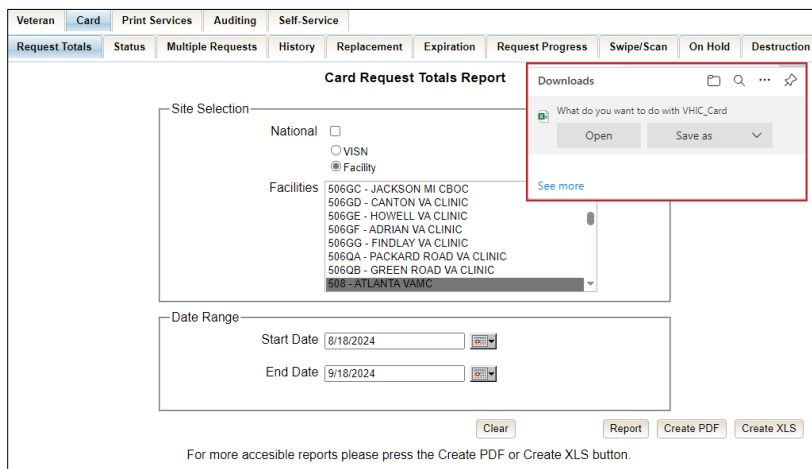 Veteran Card Print Services Auditing Self-Service
Request Totals Status Multiple Requests History Replacement Expiration Request Progress Swipe/Scan On Hold Destruction
Card Request Totals Report
Downloads
What do you want to do with VHIC_Card
Open Save as
See more
Site Selection
National
VISN
Facility
Facilities
506GC - JACKSON MI CBOC
506GD - CANTON VA CLINIC
506GE - HOWELL VA CLINIC
506GF - ADRIAN VA CLINIC
506GG - FINDLAY VA CLINIC
506QA - PACKARD ROAD VA CLINIC
506QB - GREEN ROAD VA CLINIC
508 - ATLANTA VAMC
Date Range
Start Date 8/18/2024
End Date 9/18/2024
Clear Report Create PDF Create XLS
For more accesible reports please press the Create PDF or Create XLS button.